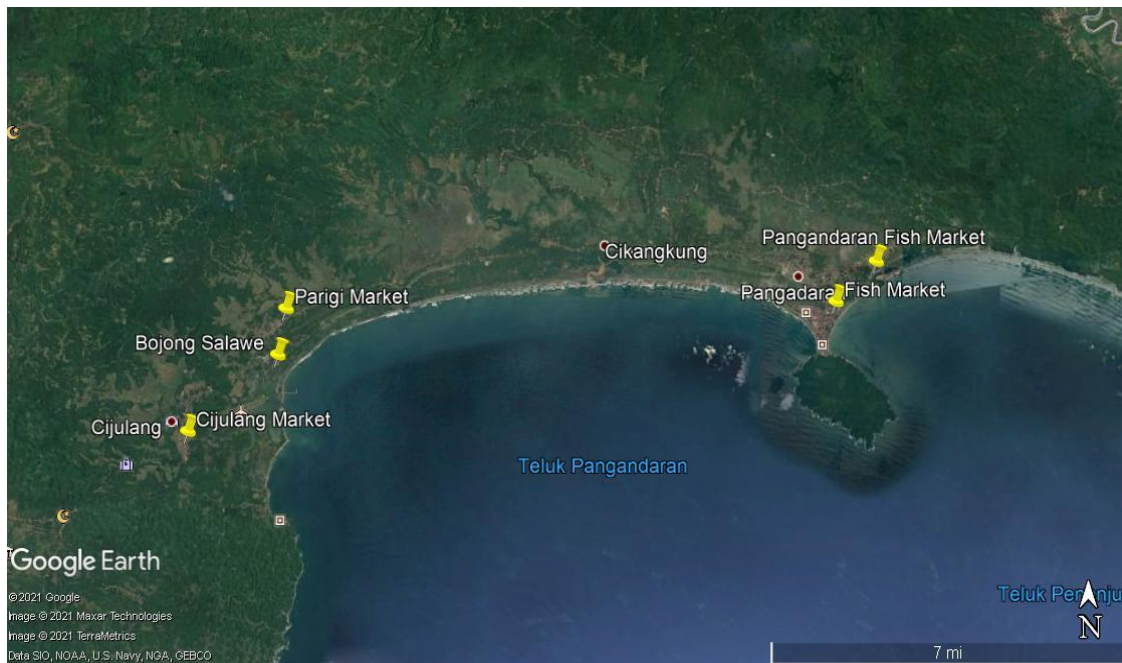 Pangandaran Fish Market
Cikangkung
Pangadara Fish Market
Parigi Market
Bojong Salawe
Cijulang Market
Cijulang
Teluk Pangandaran
Google Earth
©2021 Google
Image © 2021 Maxar Technologies
Image © 2021 TerraMetrics
Data SIO, NOAA, U.S. Navy, NGA, GEBCO
N
7 mi